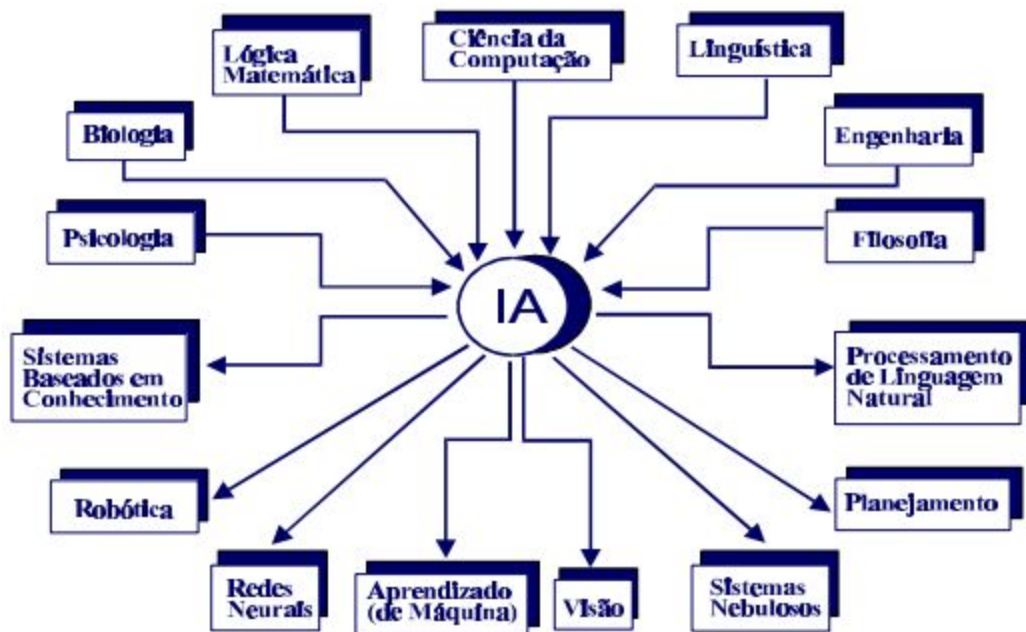 Lógica
Matemática
Ciência da
Computação
Linguística
Biologia
Engenharia
Psicologia
Filosofia
IA
Sistemas
Baseados em
Conhecimento
Processamento
de Linguagem
Natural
Robótica
Planejamento
Redes
Neurais
Aprendizado
(de Máquina)
Visão
Sistemas
Nebulosos